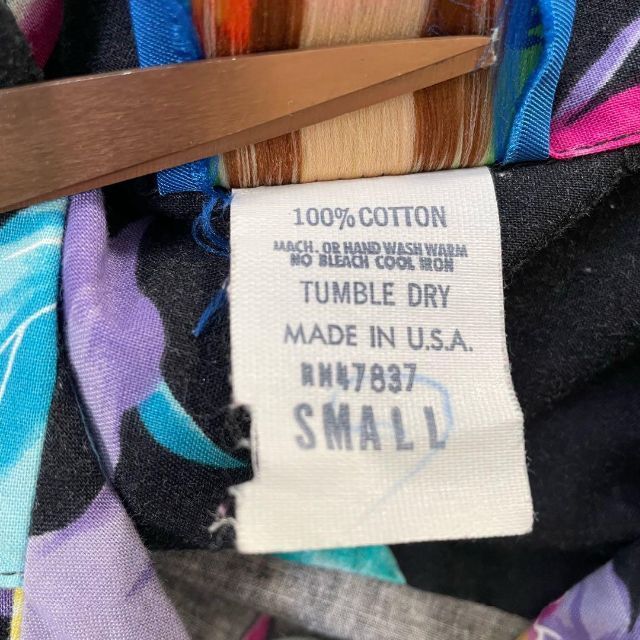 100% COTTON
MACH. OR HAND WASH WARM
NO BLEACH COOL IRON
TUMBLE DRY
MADE IN U.S.A.
RN47837
SMALL